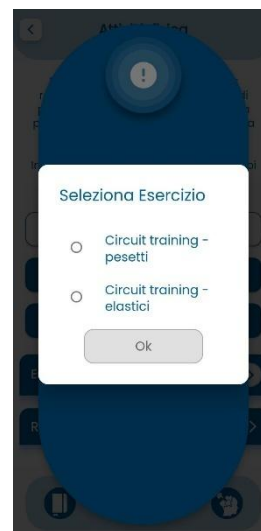 !
Seleziona Esercizio
Circuit training -
pesetti
Circuit training -
elastici
Ok